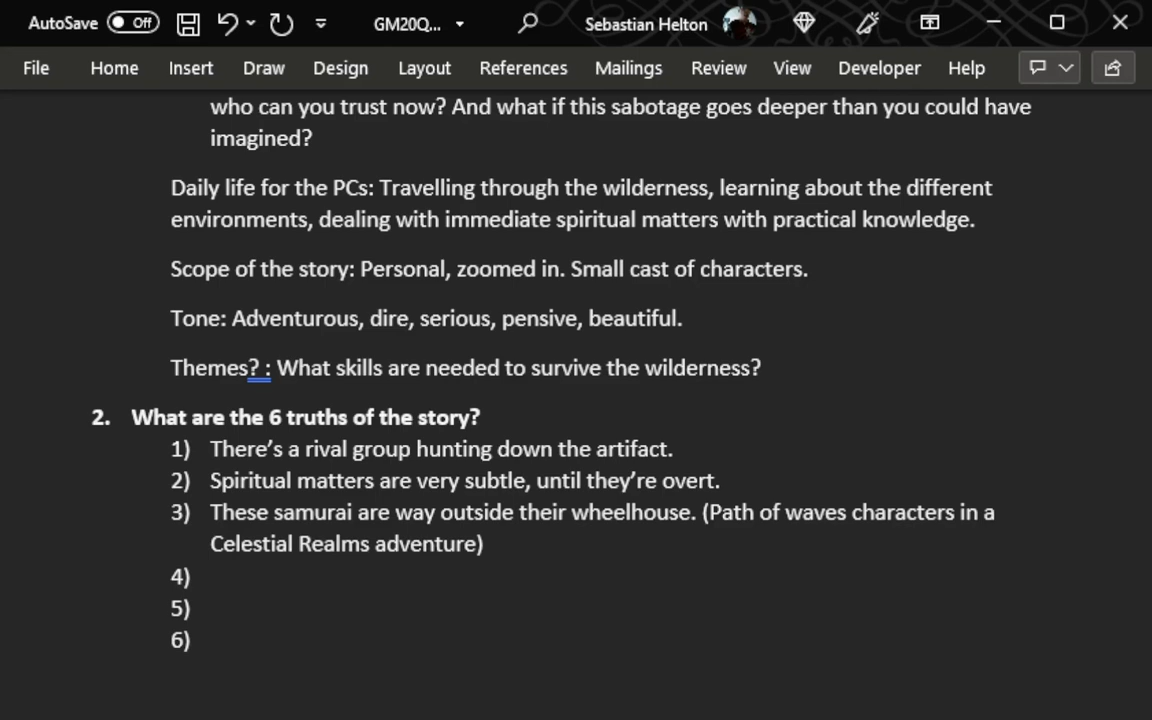 AutoSave Off GM20Q... Sebastian Helton
File Home Insert Draw Design Layout References Mailings Review View Developer Help
who can you trust now? And what if this sabotage goes deeper than you could have
imagined?
Daily life for the PCs: Travelling through the wilderness, learning about the different
environments, dealing with immediate spiritual matters with practical knowledge.
Scope of the story: Personal, zoomed in. Small cast of characters.
Tone: Adventurous, dire, serious, pensive, beautiful.
Themes? : What skills are needed to survive the wilderness?
2. What are the 6 truths of the story?
1) There’s a rival group hunting down the artifact.
2) Spiritual matters are very subtle, until they’re overt.
3) These samurai are way outside their wheelhouse. (Path of waves characters in a
Celestial Realms adventure)
4)
5)
6)